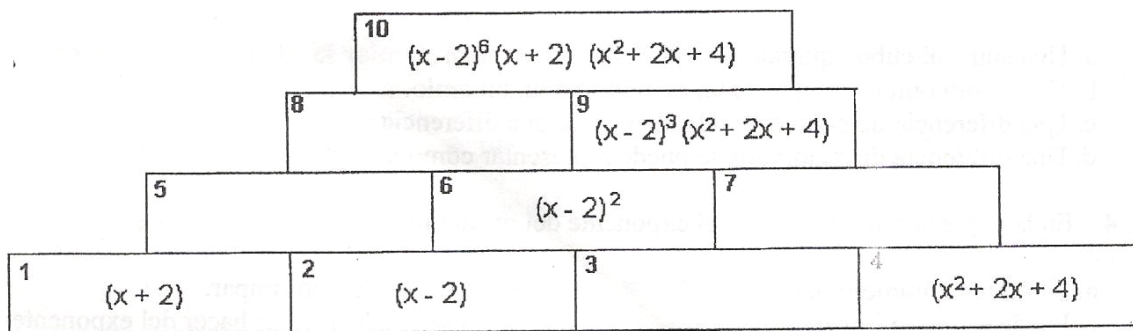 10
(x - 2)⁶ (x + 2) (x² + 2x + 4)
8
9
(x - 2)³ (x² + 2x + 4)
5
6
(x - 2)²
7
1
(x + 2)
2
(x - 2)
3
4
(x² + 2x + 4)